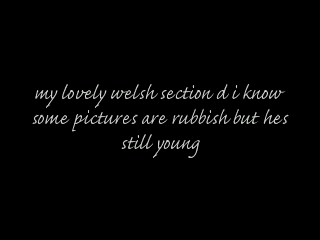 my lovely welsh section d i know
some pictures are rubbish but hes
still young